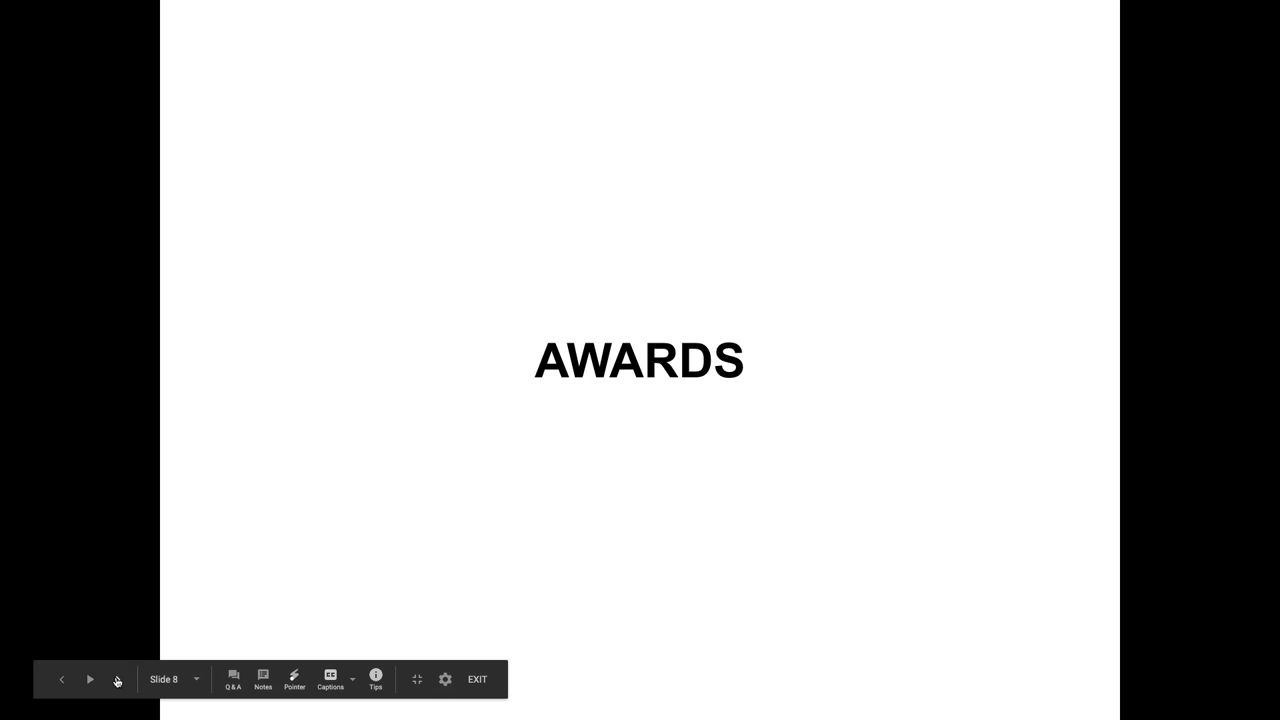 AWARDS
Slide 8
Q & A
Notes
Pointer
Captions
Tips
EXIT